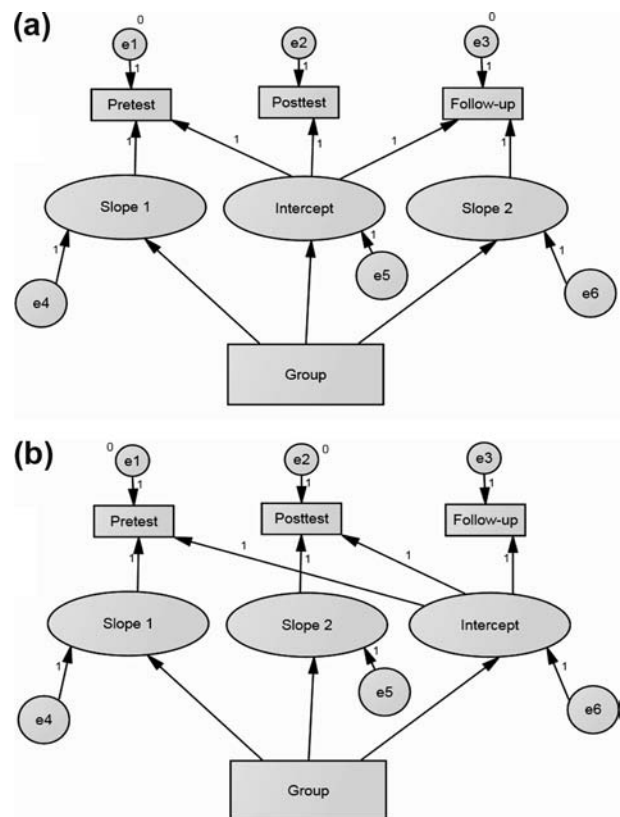 (a)
0
0
e1
e2
e3
1
1
1
Pretest
Posttest
Follow-up
1
1
1
1
1
Slope 1
Intercept
Slope 2
1
1
1
e4
e5
e6
Group
(b)
0
0
e1
e2
e3
1
1
1
Pretest
Posttest
Follow-up
1
1
1
1
1
Slope 1
Slope 2
Intercept
1
1
1
e4
e5
e6
Group